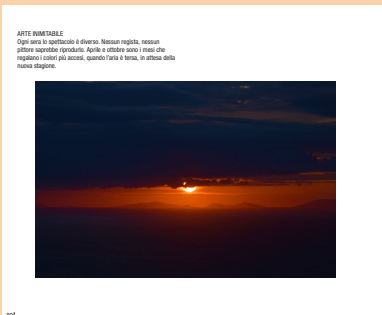 ARTE INIMITABILE
Ogni sera lo spettacolo è diverso. Nessun regista, nessun
pittore saprebbe riprodurlo. Aprile e ottobre sono i mesi che
regalano i colori più accesi, quando l'aria è tersa, in attesa della
nuova stagione.